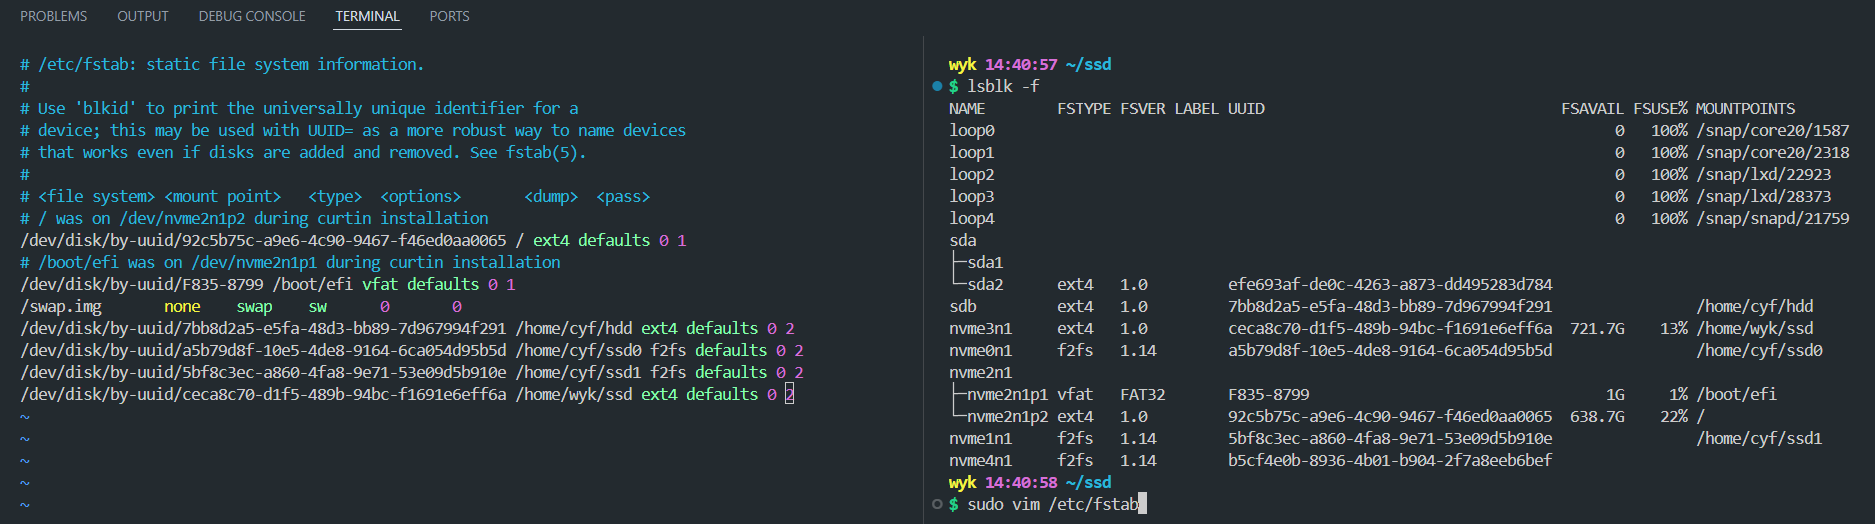 PROBLEMS OUTPUT DEBUG CONSOLE TERMINAL PORTS
# /etc/fstab: static file system information.
#
# Use 'blkid' to print the universally unique identifier for a
# device; this may be used with UUID= as a more robust way to name devices
# that works even if disks are added and removed. See fstab(5).
#
# <file system> <mount point>   <type>  <options>       <dump>  <pass>
# / was on /dev/nvme2n1p2 during curtin installation
/dev/disk/by-uuid/92c5b75c-a9e6-4c90-9467-f46ed0aa0065 / ext4 defaults 0 1
# /boot/efi was on /dev/nvme2n1p1 during curtin installation
/dev/disk/by-uuid/F835-8799 /boot/efi vfat defaults 0 1
/swap.img       none    swap    sw      0       0
/dev/disk/by-uuid/7bb8d2a5-e5fa-48d3-bb89-7d967994f291 /home/cyf/hdd ext4 defaults 0 2
/dev/disk/by-uuid/a5b79d8f-10e5-4de8-9164-6ca054d95b5d /home/cyf/ssd0 f2fs defaults 0 2
/dev/disk/by-uuid/5bf8c3ec-a860-4fa8-9e71-53e09d5b910e /home/cyf/ssd1 f2fs defaults 0 2
/dev/disk/by-uuid/ceca8c70-d1f5-489b-94bc-f1691e6eff6a /home/wyk/ssd ext4 defaults 0 2
~
~
~
~
~
wyk 14:40:57 ~/ssd
$ lsblk -f
NAME        FSTYPE FSVER LABEL UUID                                 FSAVAIL FSUSE% MOUNTPOINTS
loop0                                                                     0   100% /snap/core20/1587
loop1                                                                     0   100% /snap/core20/2318
loop2                                                                     0   100% /snap/lxd/22923
loop3                                                                     0   100% /snap/lxd/28373
loop4                                                                     0   100% /snap/snapd/21759
sda
├─sda1
└─sda2      ext4   1.0         efe693af-de0c-4263-a873-dd495283d784
sdb         ext4   1.0         7bb8d2a5-e5fa-48d3-bb89-7d967994f291                /home/cyf/hdd
nvme3n1     ext4   1.0         ceca8c70-d1f5-489b-94bc-f1691e6eff6a  721.7G    13% /home/wyk/ssd
nvme0n1     f2fs   1.14        a5b79d8f-10e5-4de8-9164-6ca054d95b5d                /home/cyf/ssd0
nvme2n1
├─nvme2n1p1 vfat   FAT32       F835-8799                                 1G     1% /boot/efi
└─nvme2n1p2 ext4   1.0         92c5b75c-a9e6-4c90-9467-f46ed0aa0065  638.7G    22% /
nvme1n1     f2fs   1.14        5bf8c3ec-a860-4fa8-9e71-53e09d5b910e                /home/cyf/ssd1
nvme4n1     f2fs   1.14        b5cf4e0b-8936-4b01-b904-2f7a8eeb6bef
wyk 14:40:58 ~/ssd
$ sudo vim /etc/fstab